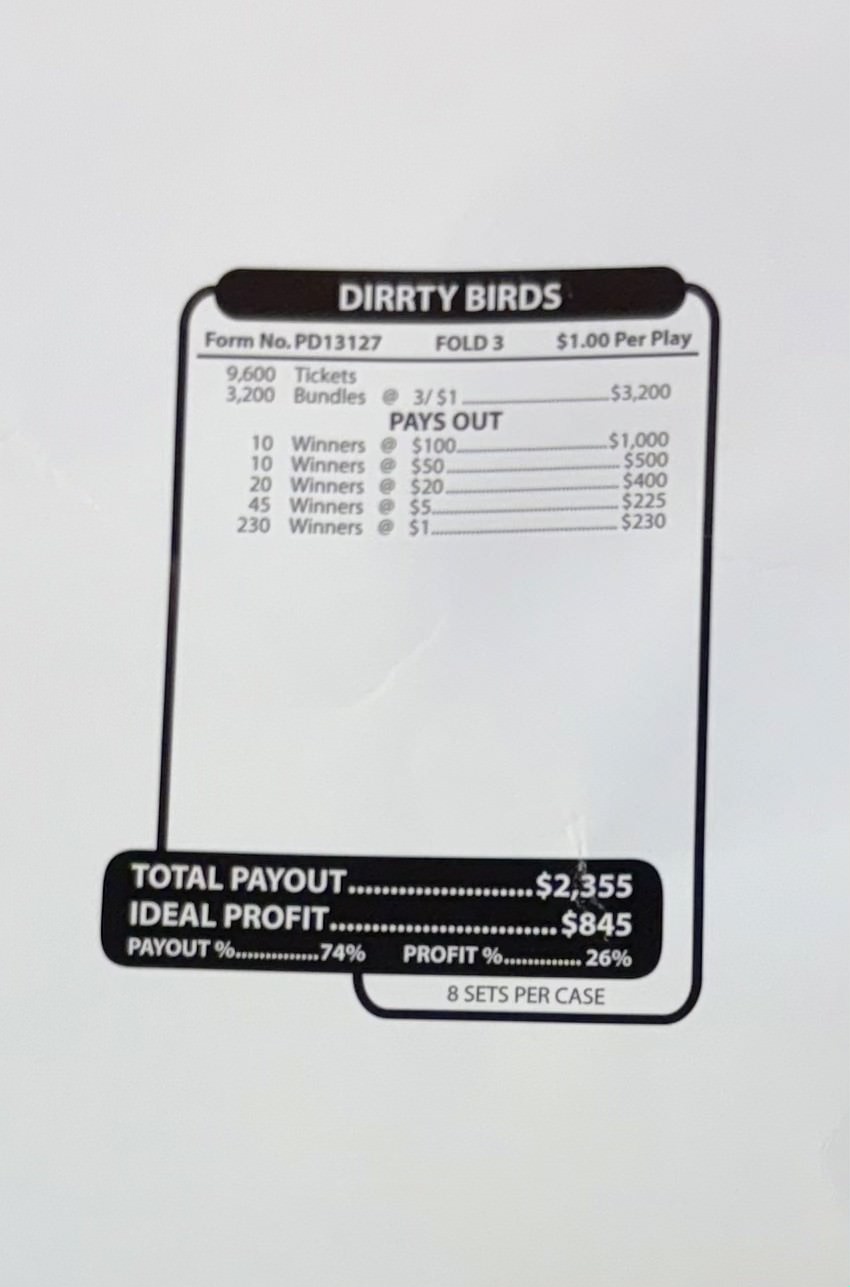 DIRRTY BIRDS
Form No. PD13127 FOLD 3 $1.00 Per Play
9,600 Tickets
3,200 Bundles @ 3/$1 $3,200
PAYS OUT
10 Winners @ $100 $1,000
10 Winners @ $50 $500
20 Winners @ $20 $400
45 Winners @ $5 $225
230 Winners @ $1 $230
TOTAL PAYOUT $2,355
IDEAL PROFIT $845
PAYOUT % 74% PROFIT % 26%
8 SETS PER CASE